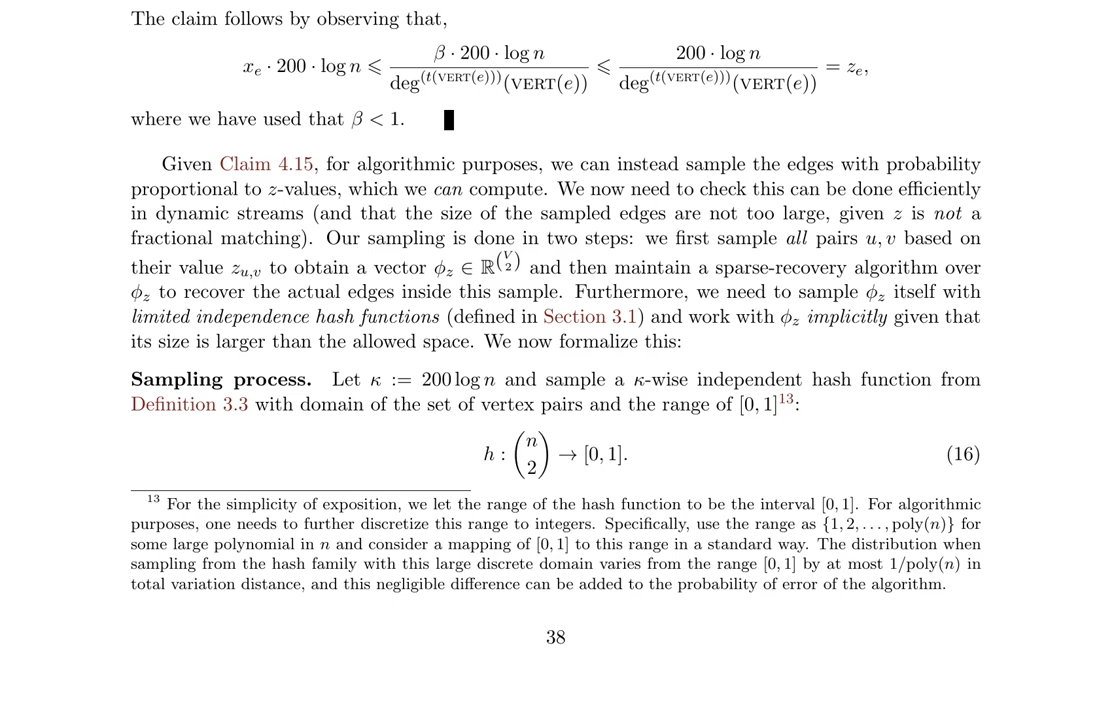 The claim follows by observing that,
x_e · 200 · log n ⩽ β · 200 · log n / deg^(t(VERT(e)))(VERT(e)) ⩽ 200 · log n / deg^(t(VERT(e)))(VERT(e)) = z_e,
where we have used that β < 1. ■
Given Claim 4.15, for algorithmic purposes, we can instead sample the edges with probability
proportional to z-values, which we can compute. We now need to check this can be done efficiently
in dynamic streams (and that the size of the sampled edges are not too large, given z is not a
fractional matching). Our sampling is done in two steps: we first sample all pairs u, v based on
their value z_{u,v} to obtain a vector ϕ_z ∈ ℝ^(V choose 2) and then maintain a sparse-recovery algorithm over
ϕ_z to recover the actual edges inside this sample. Furthermore, we need to sample ϕ_z itself with
limited independence hash functions (defined in Section 3.1) and work with ϕ_z implicitly given that
its size is larger than the allowed space. We now formalize this:
Sampling process. Let κ := 200 log n and sample a κ-wise independent hash function from
Definition 3.3 with domain of the set of vertex pairs and the range of [0, 1]^13:
h : (n choose 2) → [0, 1]. (16)
^13 For the simplicity of exposition, we let the range of the hash function to be the interval [0, 1]. For algorithmic
purposes, one needs to further discretize this range to integers. Specifically, use the range as {1, 2, . . . , poly(n)} for
some large polynomial in n and consider a mapping of [0, 1] to this range in a standard way. The distribution when
sampling from the hash family with this large discrete domain varies from the range [0, 1] by at most 1/poly(n) in
total variation distance, and this negligible difference can be added to the probability of error of the algorithm.
38